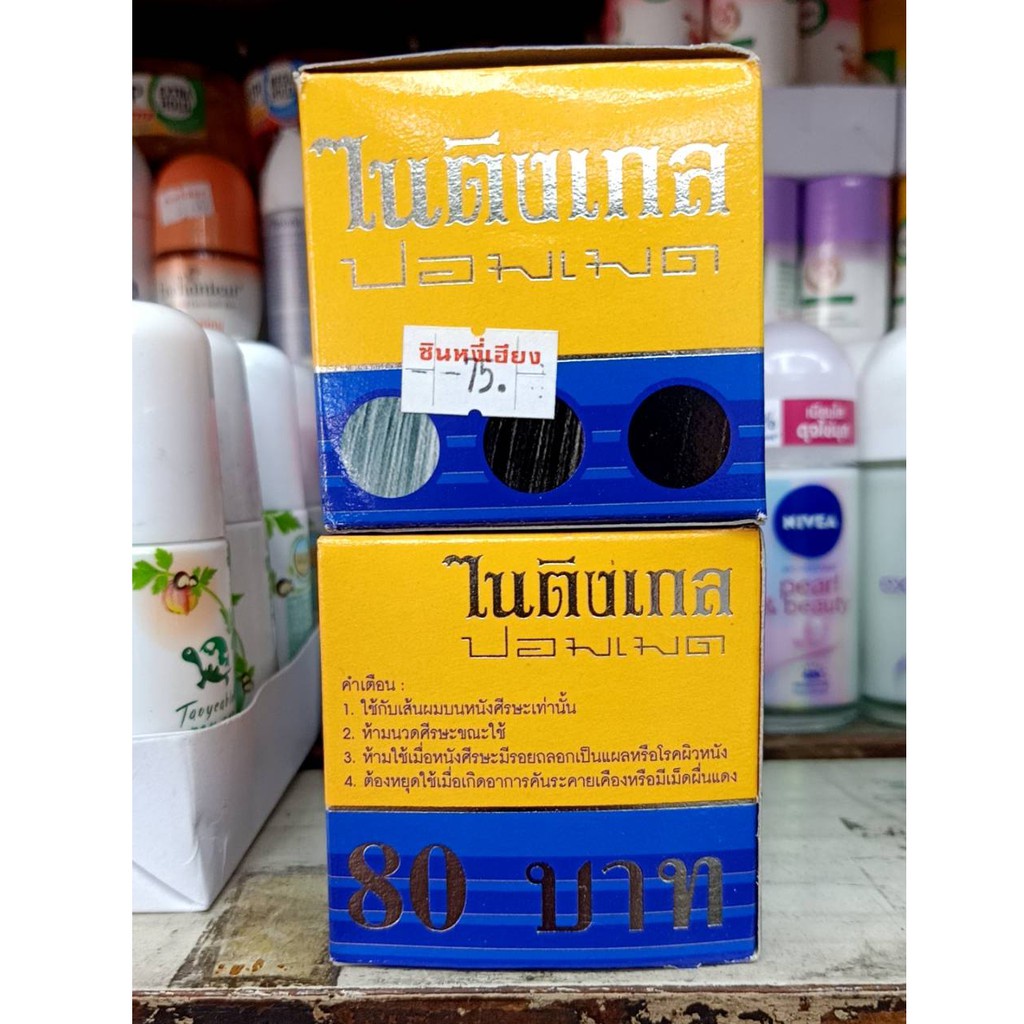 ไนติงเกล
ปอมเมด
ซินหนี่เฮียง
-75.
ไนติงเกล
ปอมเมด
คำเตือน :
1. ใช้กับเส้นผมบนหนังศีรษะเท่านั้น
2. ห้ามนวดศีรษะขณะใช้
3. ห้ามใช้เมื่อหนังศีรษะมีรอยถลอกเป็นแผลหรือโรคผิวหนัง
4. ต้องหยุดใช้เมื่อเกิดอาการคันระคายเคืองหรือมีเม็ดผื่นแดง
80 บาท
NIVEA
pearl
& beauty